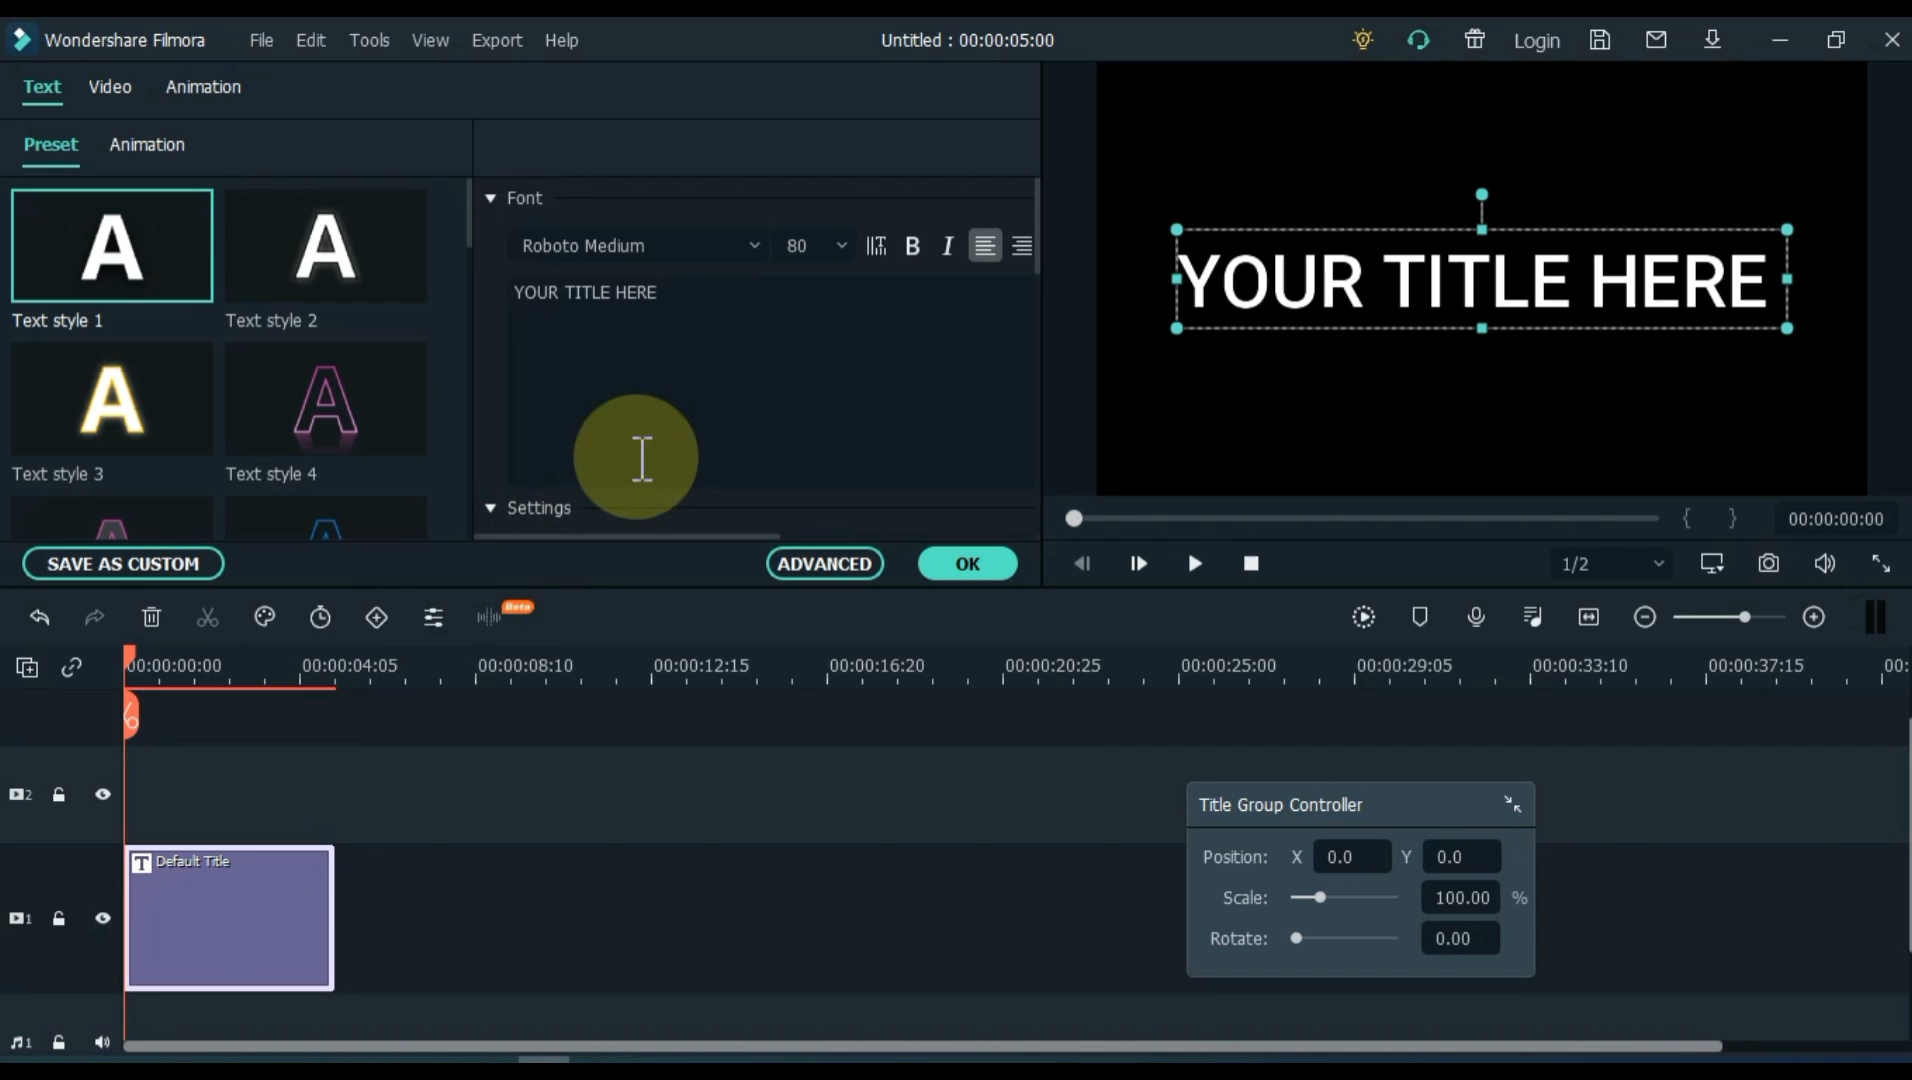 Wondershare Filmora File Edit Tools View Export Help Untitled : 00:00:05:00 Login
Text Video Animation
Preset Animation
A A
Text style 1 Text style 2
A A
Text style 3 Text style 4
A A
Font
Roboto Medium 80 B I
YOUR TITLE HERE
Settings
SAVE AS CUSTOM ADVANCED OK
YOUR TITLE HERE
{ } 00:00:00:00
1/2
Beta
00:00:00:00 00:00:04:05 00:00:08:10 00:00:12:15 00:00:16:20 00:00:20:25 00:00:25:00 00:00:29:05 00:00:33:10 00:00:37:15 00:
2
T Default Title
1
1
Title Group Controller
Position: X 0.0 Y 0.0
Scale: 100.00 %
Rotate: 0.00